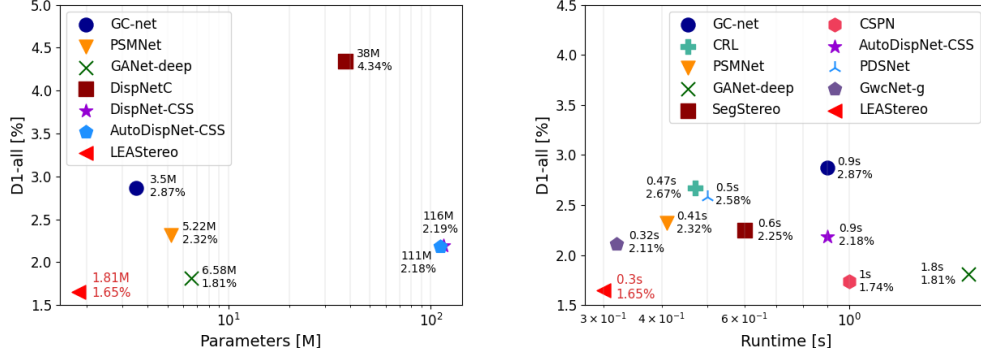 D1-all [%]
5.0
4.5
4.0
3.5
3.0
2.5
2.0
1.5
GC-net
PSMNet
GANet-deep
DispNetC
DispNet-CSS
AutoDispNet-CSS
LEAStereo
38M
4.34%
3.5M
2.87%
5.22M
2.32%
6.58M
1.81%
1.81M
1.65%
116M
2.19%
111M
2.18%
10¹
10²
Parameters [M]
D1-all [%]
4.5
4.0
3.5
3.0
2.5
2.0
1.5
GC-net
CRL
PSMNet
GANet-deep
SegStereo
CSPN
AutoDispNet-CSS
PDSNet
GwcNet-g
LEAStereo
0.9s
2.87%
0.47s
2.67%
0.5s
2.58%
0.41s
2.32%
0.6s
2.25%
0.9s
2.18%
0.32s
2.11%
0.3s
1.65%
1s
1.74%
1.8s
1.81%
3 × 10⁻¹
4 × 10⁻¹
6 × 10⁻¹
10⁰
Runtime [s]